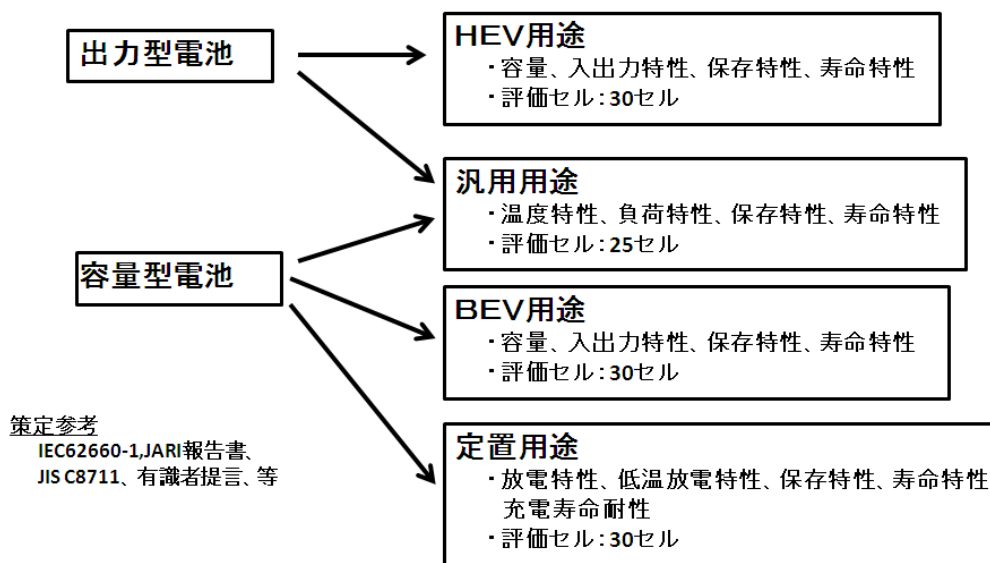 出力型電池
HEV用途
・容量、入出力特性、保存特性、寿命特性
・評価セル:30セル
汎用用途
・温度特性、負荷特性、保存特性、寿命特性
・評価セル:25セル
容量型電池
BEV用途
・容量、入出力特性、保存特性、寿命特性
・評価セル:30セル
策定参考
IEC62660-1,JARI報告書、
JIS C8711、有識者提言、等
定置用途
・放電特性、低温放電特性、保存特性、寿命特性
充電寿命耐性
・評価セル:30セル